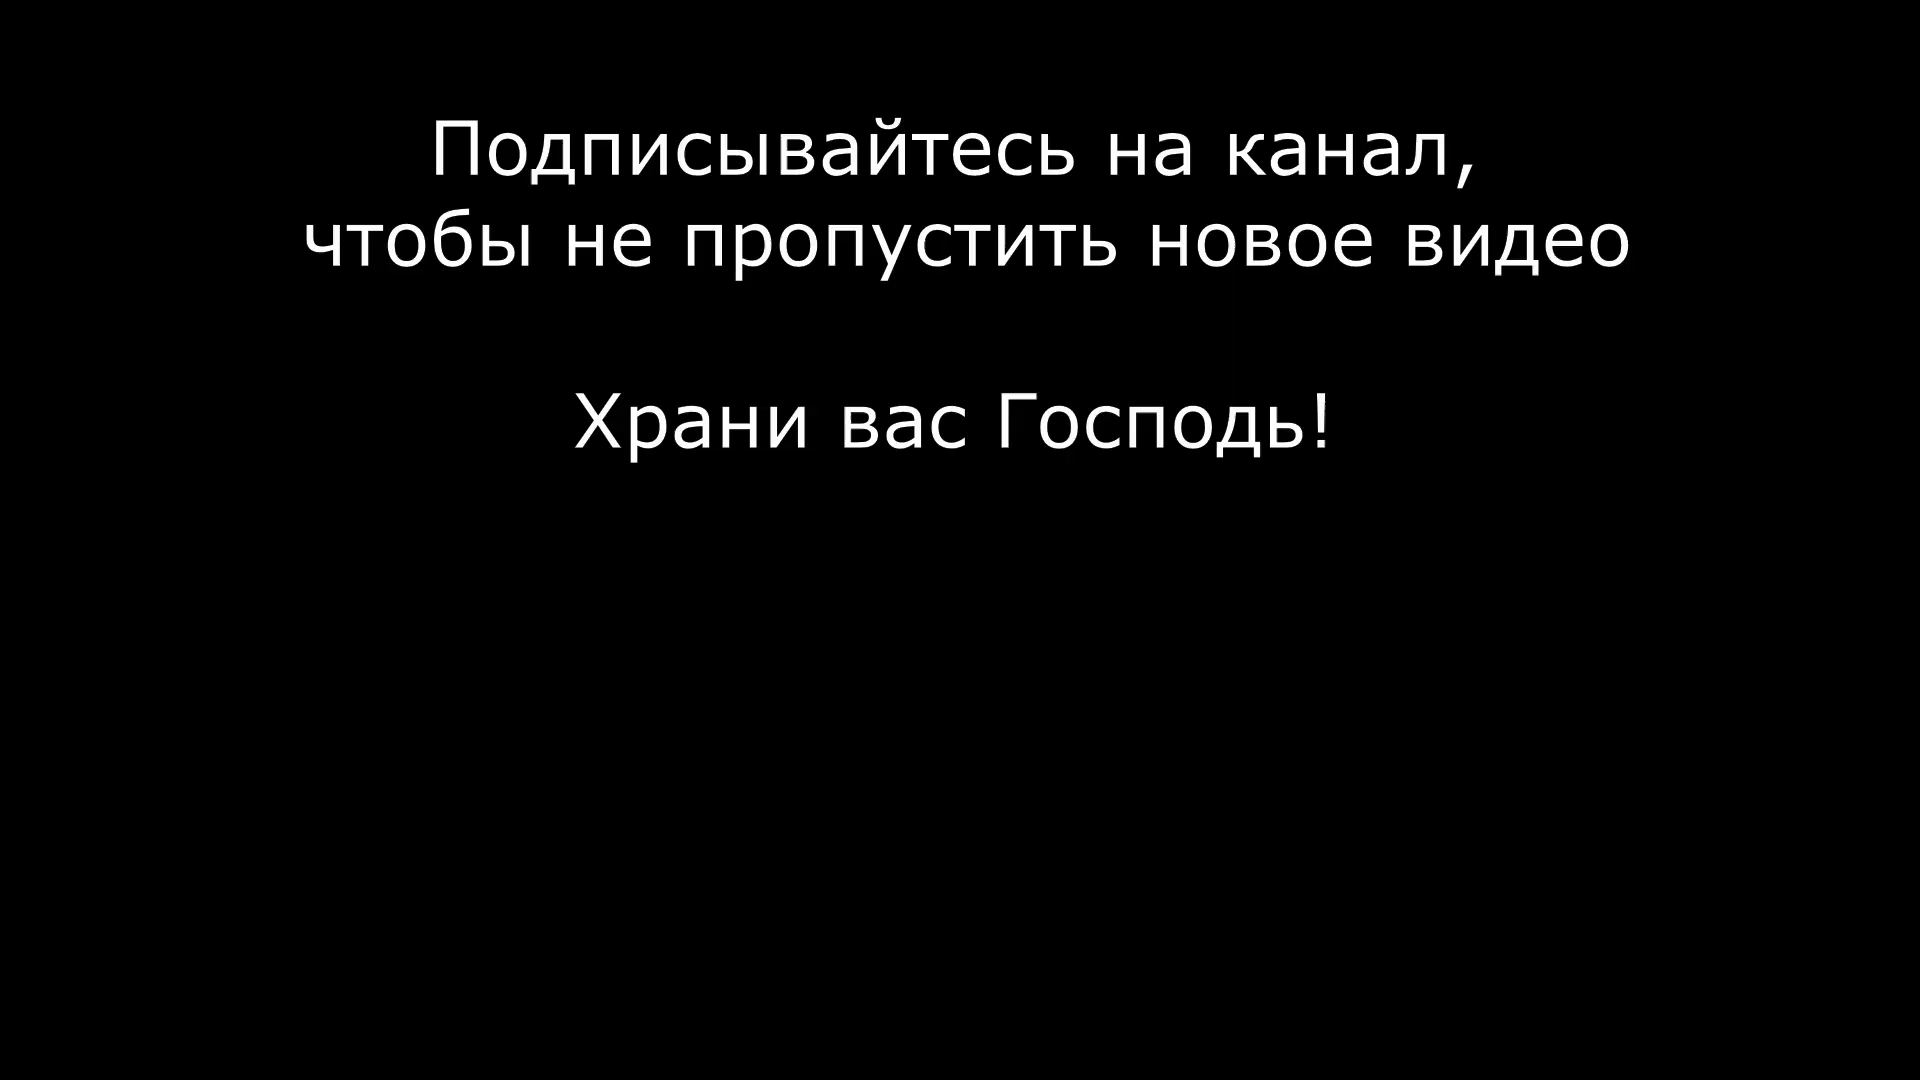 Подписывайтесь на канал,
чтобы не пропустить новое видео
Храни вас Господь!